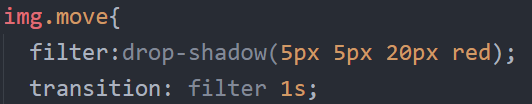 img.move{
filter:drop-shadow(5px 5px 20px red);
transition: filter 1s;